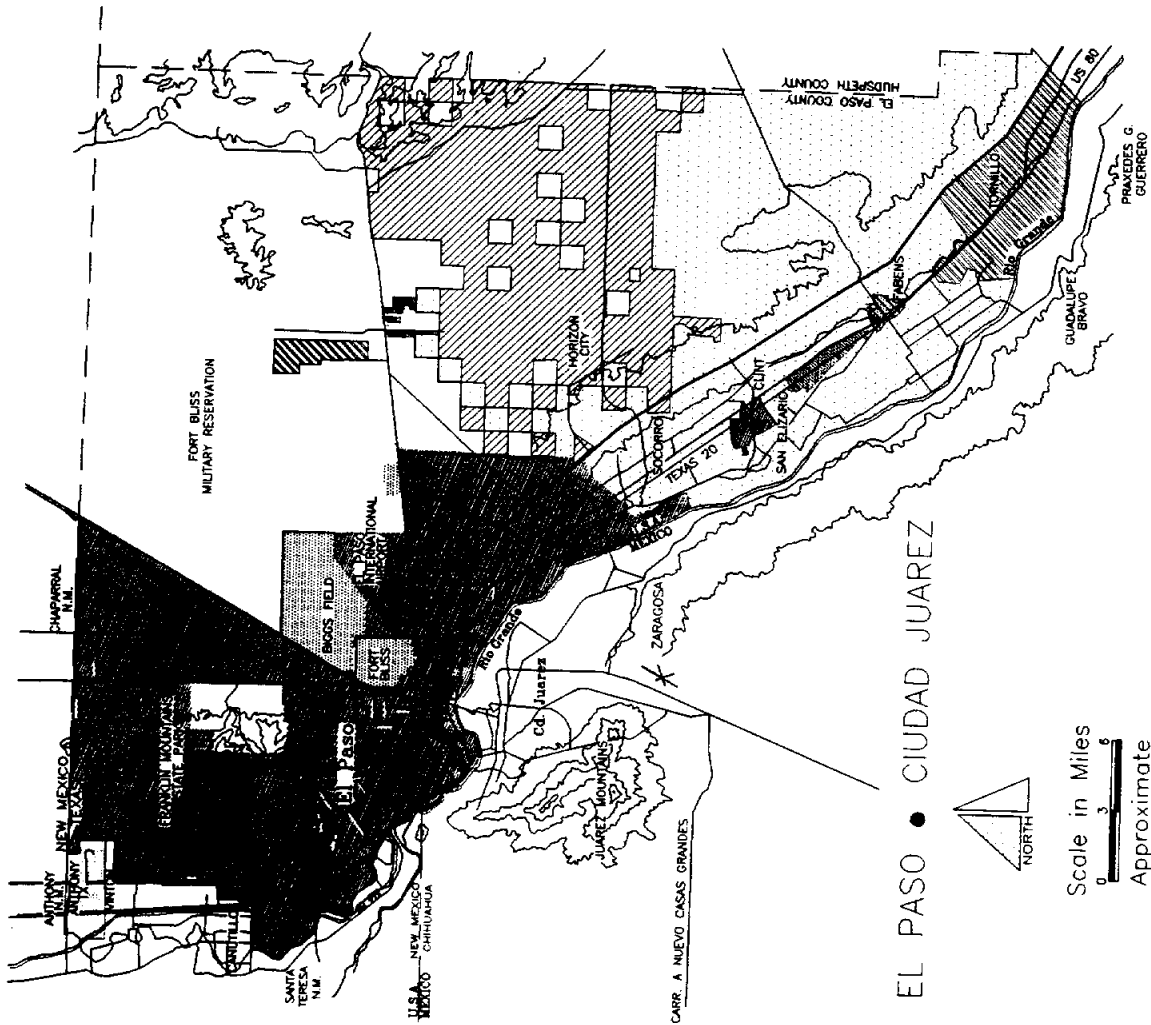 CHAPARRAL
N.M.
FORT BLISS
MILITARY RESERVATION
ANTHONY
N.M.
NEW MEXICO
TEXAS
ANTHONY
TX
VINTON
CANUTILLO
SANTA
TERESA
N.M.
FRANKLIN MOUNTAINS
STATE PARK
BIGGS FIELD
EL PASO
INTERNATIONAL
AIRPORT
FORT
BLISS
El Paso
Rio Grande
Cd. Juarez
JUAREZ MOUNTAINS
U.S.A.
MEXICO
NEW MEXICO
CHIHUAHUA
CARR. A NUEVO CASAS GRANDES
ZARAGOSA
MEXICO
HORIZON
CITY
SOCORRO
TEXAS 20
CLINT
SAN ELIZARIO
FABENS
TORNILLO
Rio Grande
US 80
EL PASO COUNTY
HUDSPETH COUNTY
GUADALUPE
BRAVO
PRAXEDES G.
GUERRERO
EL PASO ● CIUDAD JUAREZ
NORTH
Scale in Miles
0 3 6
Approximate